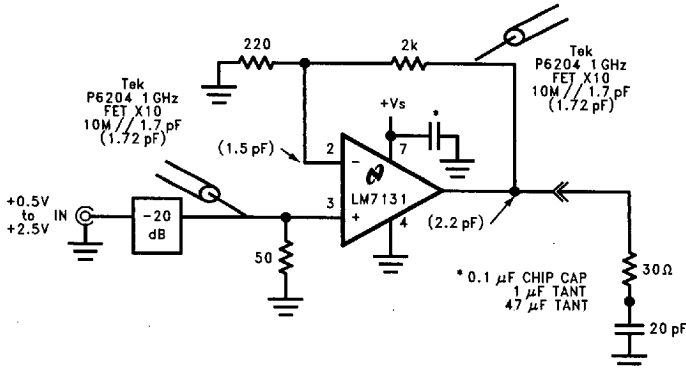 220
2k
Tek
P6204 1GHz
FET X10
10M // 1.7 pF
(1.72 pF)
Tek
P6204 1GHz
FET X10
10M // 1.7 pF
(1.72 pF)
+Vs
*
(1.5 pF)
2
-
7
LM7131
3
+
4
+0.5V
to
+2.5V
IN
-20
dB
50
(2.2 pF)
* 0.1 µF CHIP CAP
1 µF TANT
47 µF TANT
30Ω
20 pF